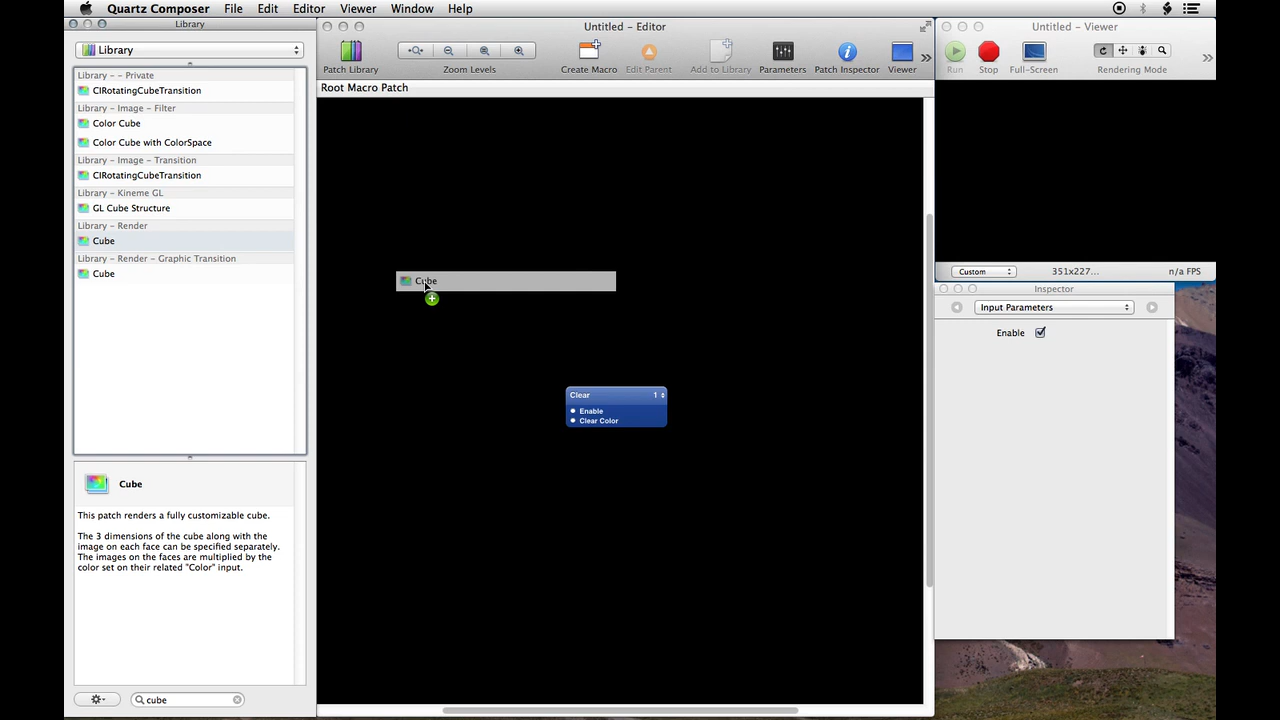 Quartz Composer File Edit Editor Viewer Window Help
Library
Library
Library - - Private
CIRotatingCubeTransition
Library - Image - Filter
Color Cube
Color Cube with ColorSpace
Library - Image - Transition
CIRotatingCubeTransition
Library - Kineme GL
GL Cube Structure
Library - Render
Cube
Library - Render - Graphic Transition
Cube
Cube
This patch renders a fully customizable cube.
The 3 dimensions of the cube along with the
image on each face can be specified separately.
The images on the faces are multiplied by the
color set on their related "Color" input.
cube
Untitled - Editor
Patch Library Zoom Levels Create Macro Edit Parent Add to Library Parameters Patch Inspector Viewer
Root Macro Patch
Cube
Clear 1
Enable
Clear Color
Untitled - Viewer
Run Stop Full-Screen Rendering Mode
Custom 351x227... n/a FPS
Inspector
Input Parameters
Enable